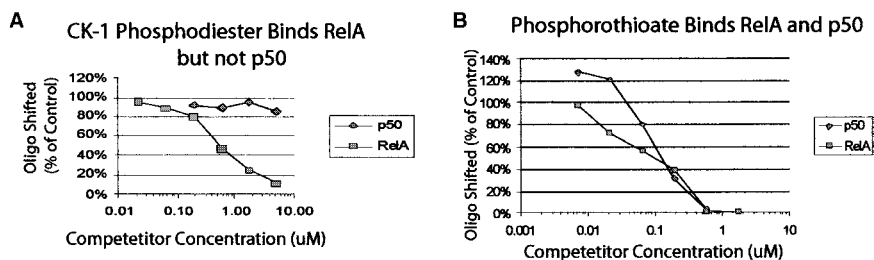 A
CK-1 Phosphodiester Binds RelA
but not p50
Oligo Shifted
(% of Control)
120%
100%
80%
60%
40%
20%
0%
0.01
0.10
1.00
10.00
Competetitor Concentration (uM)
p50
RelA
B
Phosphorothioate Binds RelA and p50
Oligo Shifted (% of Control)
140%
120%
100%
80%
60%
40%
20%
0%
0.001
0.01
0.1
1
10
Competetitor Concentration (uM)
p50
RelA